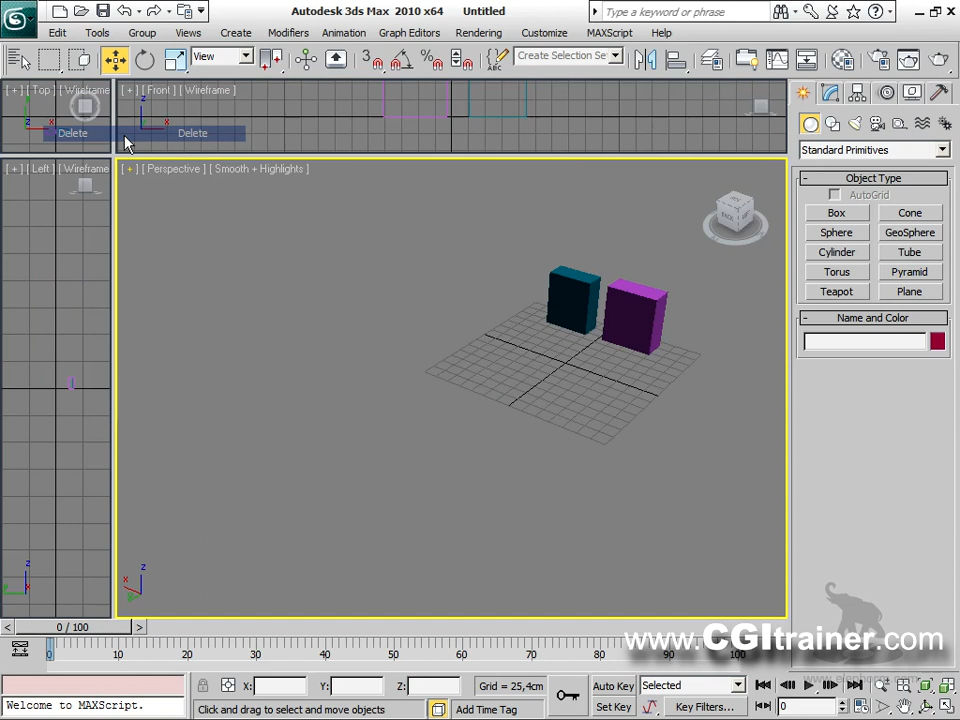 Autodesk 3ds Max 2010 x64 Untitled
Type a keyword or phrase
Edit Tools Group Views Create Modifiers Animation Graph Editors Rendering Customize MAXScript Help
View
3
ABC
Create Selection Se
[ + ] [ Top ] [ Wireframe
[ + ] [ Front ] [ Wireframe ]
z
x
z
x
Delete
Delete
[ + ] [ Left ] [ Wireframe
[ + ] [ Perspective ] [ Smooth + Highlights ]
BACK
Standard Primitives
Object Type
AutoGrid
Box Cone
Sphere GeoSphere
Cylinder Tube
Torus Pyramid
Teapot Plane
Name and Color
z
y
x
z
x
y
< 0 / 100 >
0 10 20 30 40 50 60 70 80 90 100
www.CGItrainer.com
X: Y: Z: Grid = 25,4cm
Auto Key Selected
Set Key Key Filters... 0
Welcome to MAXScript.
Click and drag to select and move objects
Add Time Tag